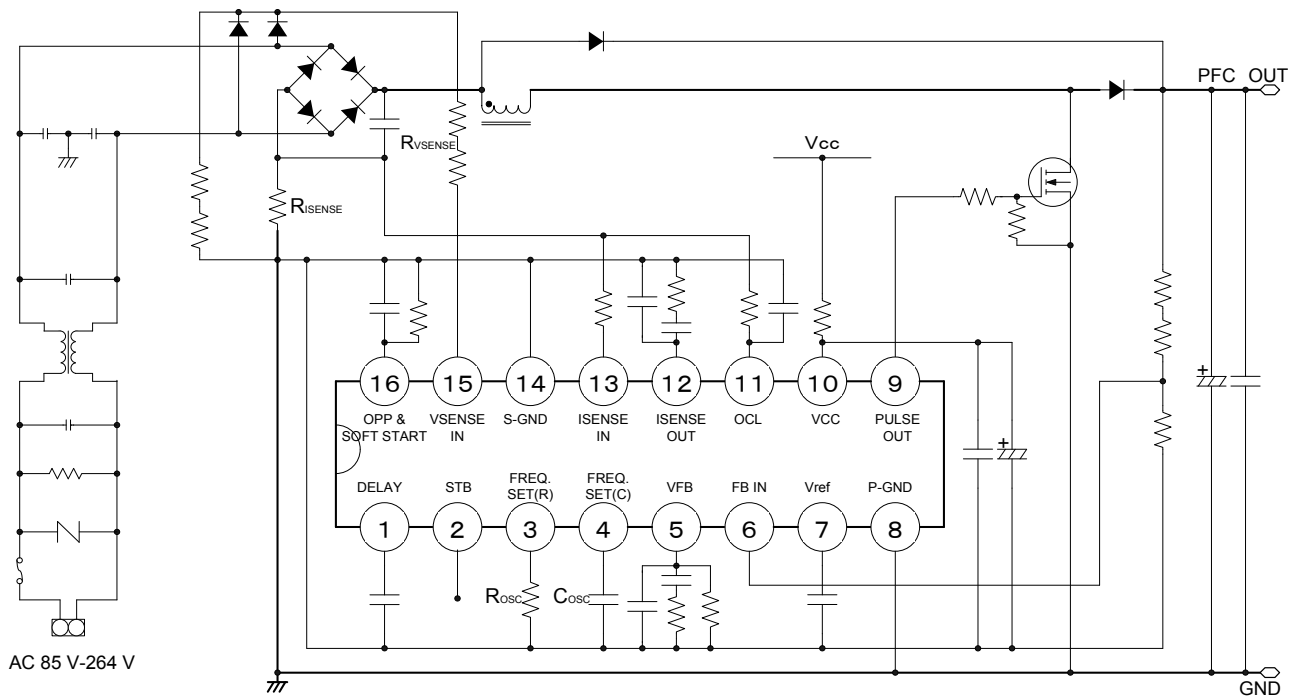 PFC OUT
RVSENSE
Vcc
RISENSE
16 15 14 13 12 11 10 9
OPP & SOFT START
VSENSE IN
S-GND
ISENSE IN
ISENSE OUT
OCL
VCC
PULSE OUT
+
+
DELAY
STB
FREQ. SET(R)
FREQ. SET(C)
VFB
FB IN
Vref
P-GND
1 2 3 4 5 6 7 8
ROSC
COSC
AC 85 V-264 V
GND